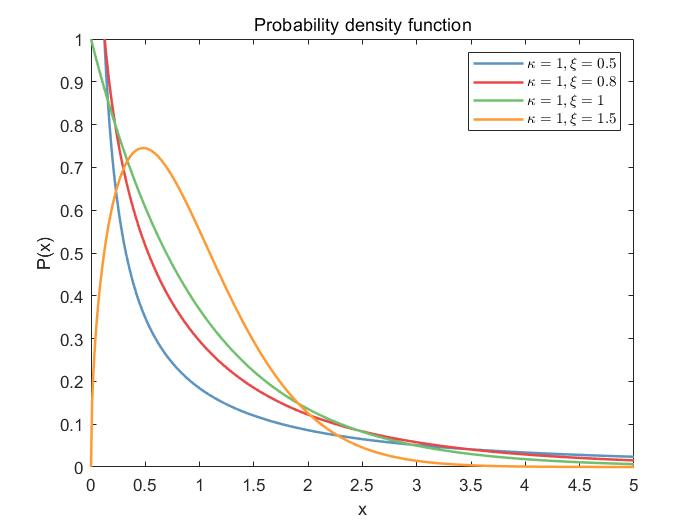 Probability density function
κ = 1, ξ = 0.5
κ = 1, ξ = 0.8
κ = 1, ξ = 1
κ = 1, ξ = 1.5
P(x)
1
0.9
0.8
0.7
0.6
0.5
0.4
0.3
0.2
0.1
0
0 0.5 1 1.5 2 2.5 3 3.5 4 4.5 5
x